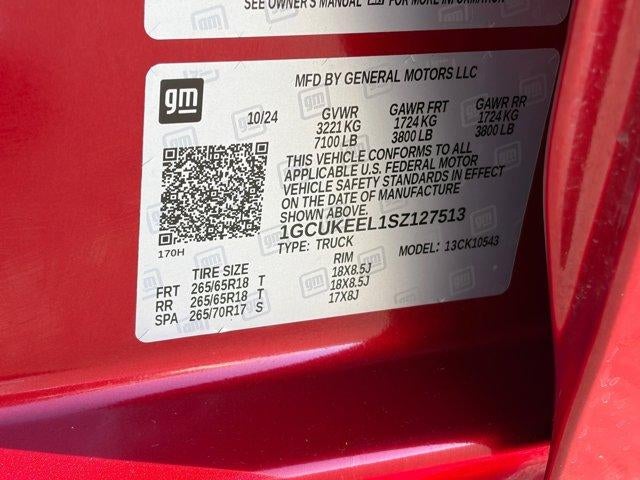 SEE OWNER'S MANUAL FOR MORE INFORMATION
gm
MFD BY GENERAL MOTORS LLC
10/24 GVWR GAWR FRT GAWR RR
3221 KG 1724 KG 1724 KG
7100 LB 3800 LB 3800 LB
THIS VEHICLE CONFORMS TO ALL
APPLICABLE U.S. FEDERAL MOTOR
VEHICLE SAFETY STANDARDS IN EFFECT
ON THE DATE OF MANUFACTURE
SHOWN ABOVE.
1GCUKEEL1SZ127513
TYPE: TRUCK MODEL: 13CK10543
170H
TIRE SIZE RIM
FRT 265/65R18 T 18X8.5J
RR 265/65R18 T 18X8.5J
SPA 265/70R17 S 17X8J